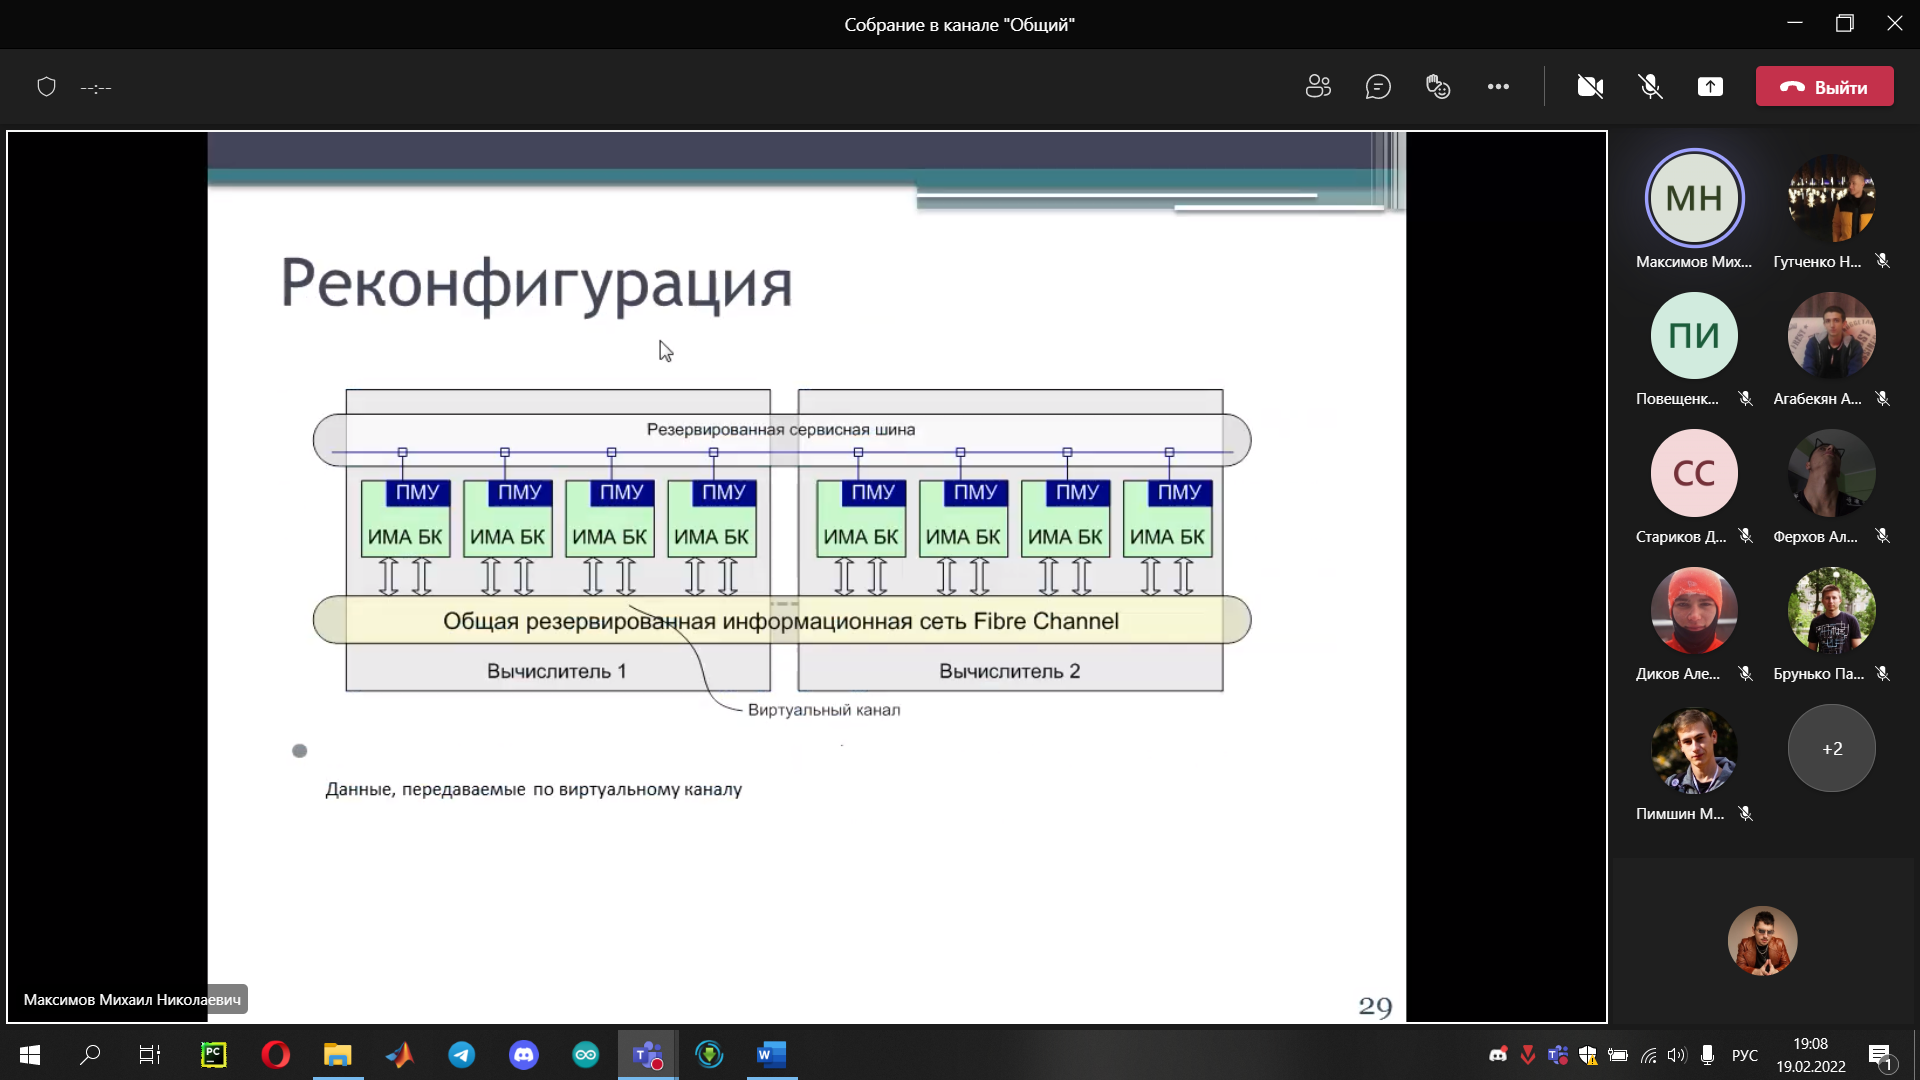 Собрание в канале "Общий"
--:--
Выйти
Реконфигурация
Резервированная сервисная шина
ПМУ ПМУ ПМУ ПМУ ПМУ ПМУ ПМУ ПМУ
ИМА БК ИМА БК ИМА БК ИМА БК ИМА БК ИМА БК ИМА БК ИМА БК
Общая резервированная информационная сеть Fibre Channel
Вычислитель 1 Вычислитель 2
Виртуальный канал
Данные, передаваемые по виртуальному каналу
29
Максимов Михаил Николаевич
МН
Максимов Мих... Гутченко Н...
ПИ
Повещенк... Агабекян А...
СС
Стариков Д... Ферхов Ал...
Диков Але... Брунько Па...
+2
Пимшин М...
PC
T
W
РУС
19:08
19.02.2022
1